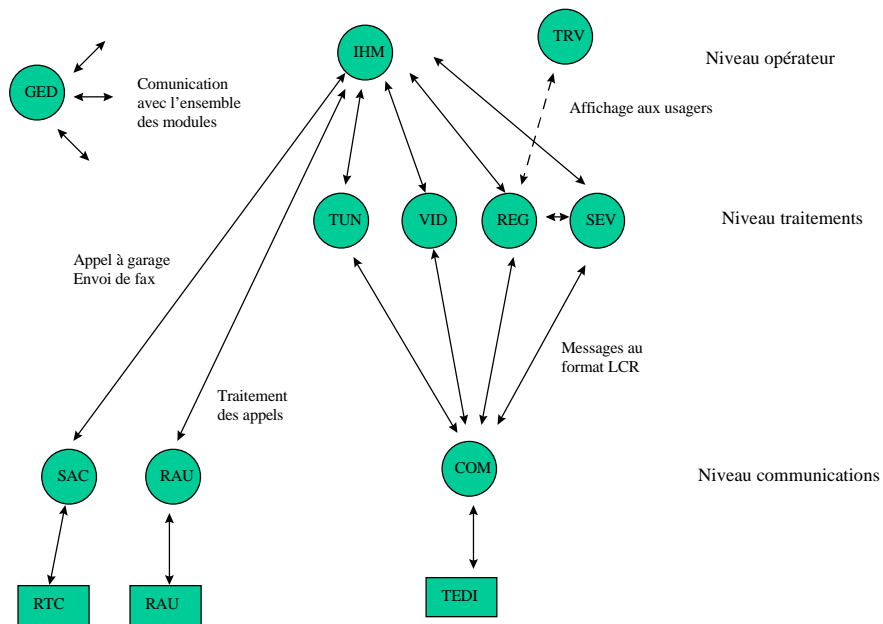 IHM
TRV
Niveau opérateur
GED
Comunication
avec l'ensemble
des modules
Affichage aux usagers
TUN
VID
REG
SEV
Niveau traitements
Appel à garage
Envoi de fax
Messages au
format LCR
Traitement
des appels
SAC
RAU
COM
Niveau communications
RTC
RAU
TEDI